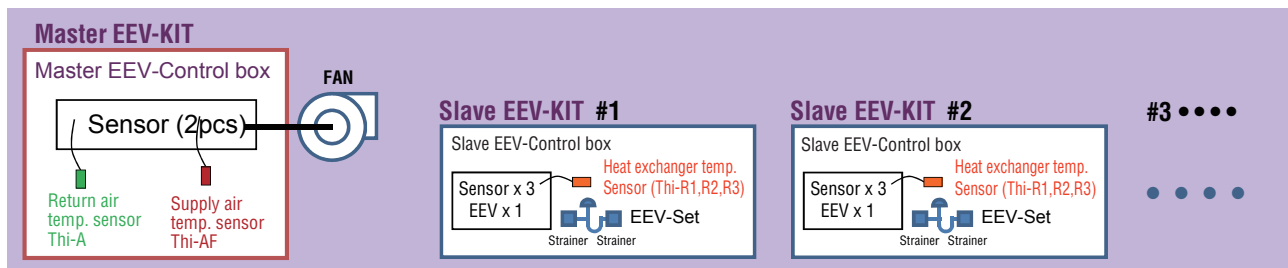 Master EEV-KIT
Master EEV-Control box
Sensor (2pcs)
Return air
temp. sensor
Thi-A
Supply air
temp. sensor
Thi-AF
FAN
Slave EEV-KIT #1
Slave EEV-Control box
Sensor x 3
EEV x 1
Heat exchanger temp.
Sensor (Thi-R1,R2,R3)
EEV-Set
Strainer Strainer
Slave EEV-KIT #2
Slave EEV-Control box
Sensor x 3
EEV x 1
Heat exchanger temp.
Sensor (Thi-R1,R2,R3)
EEV-Set
Strainer Strainer
#3 ••••